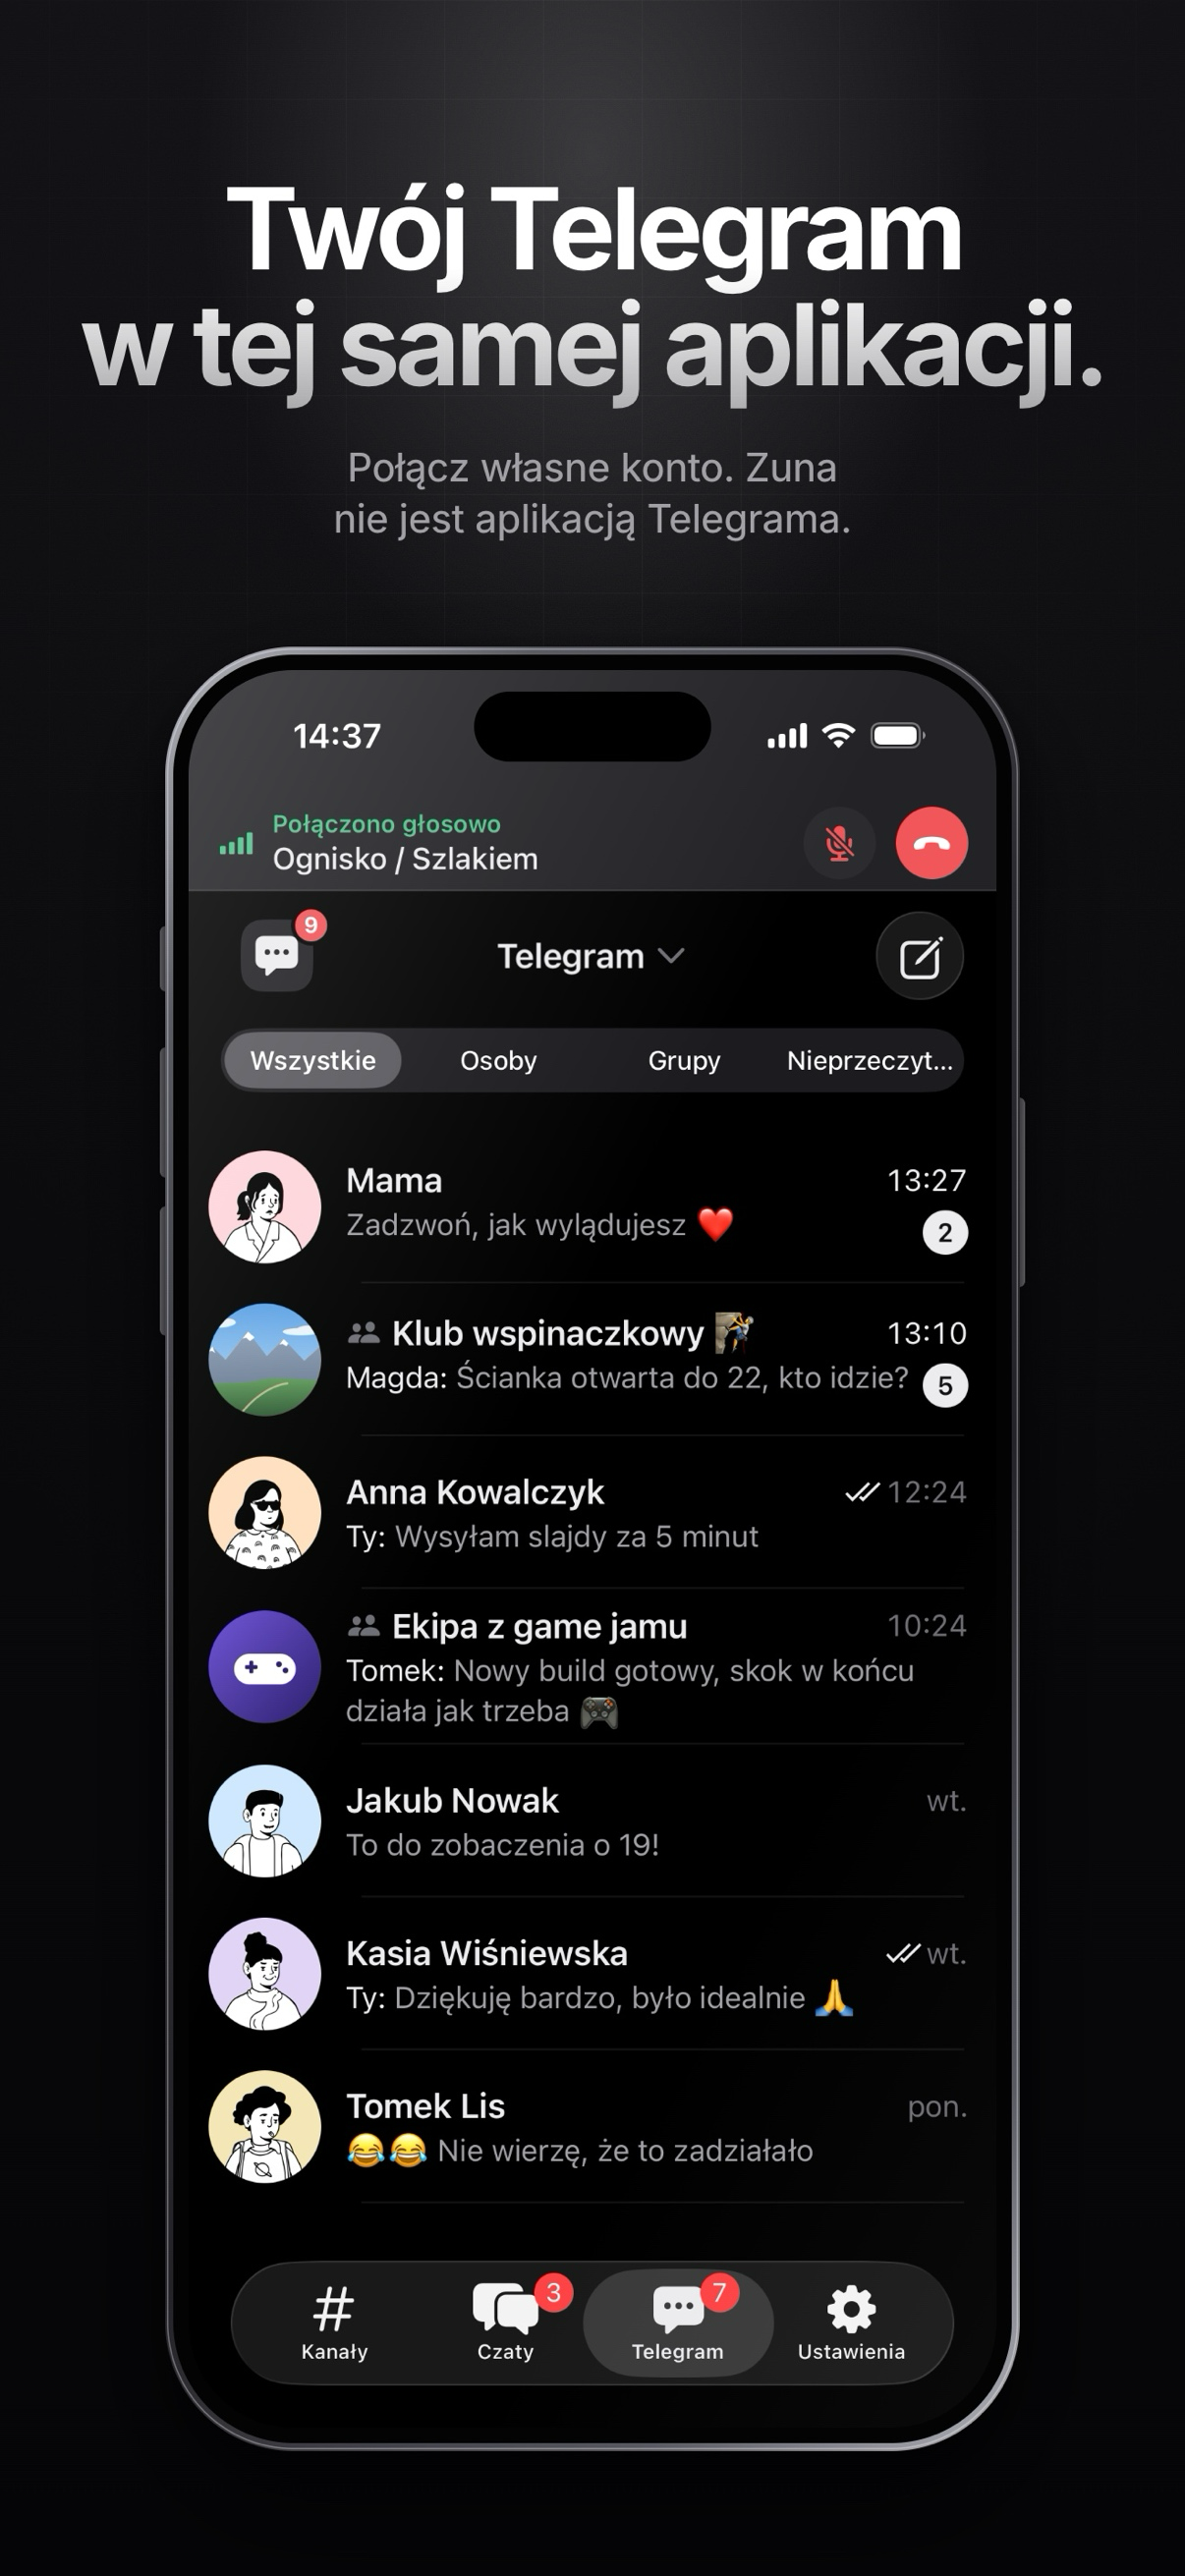 Twój Telegram
w tej samej aplikacji.
Połącz własne konto. Zuna
nie jest aplikacją Telegrama.
14:37
Połączono głosowo
Ognisko / Szlakiem
9
Telegram
Wszystkie Osoby Grupy Nieprzeczyt...
Mama 13:27
Zadzwoń, jak wylądujesz ❤️ 2
Klub wspinaczkowy 🧗 13:10
Magda: Ścianka otwarta do 22, kto idzie? 5
Anna Kowalczyk 12:24
Ty: Wysyłam slajdy za 5 minut
Ekipa z game jamu 10:24
Tomek: Nowy build gotowy, skok w końcu
działa jak trzeba 🎮
Jakub Nowak wt.
To do zobaczenia o 19!
Kasia Wiśniewska wt.
Ty: Dziękuję bardzo, było idealnie 🙏
Tomek Lis pon.
😂😂 Nie wierzę, że to zadziałało
3 7
Kanały Czaty Telegram Ustawienia